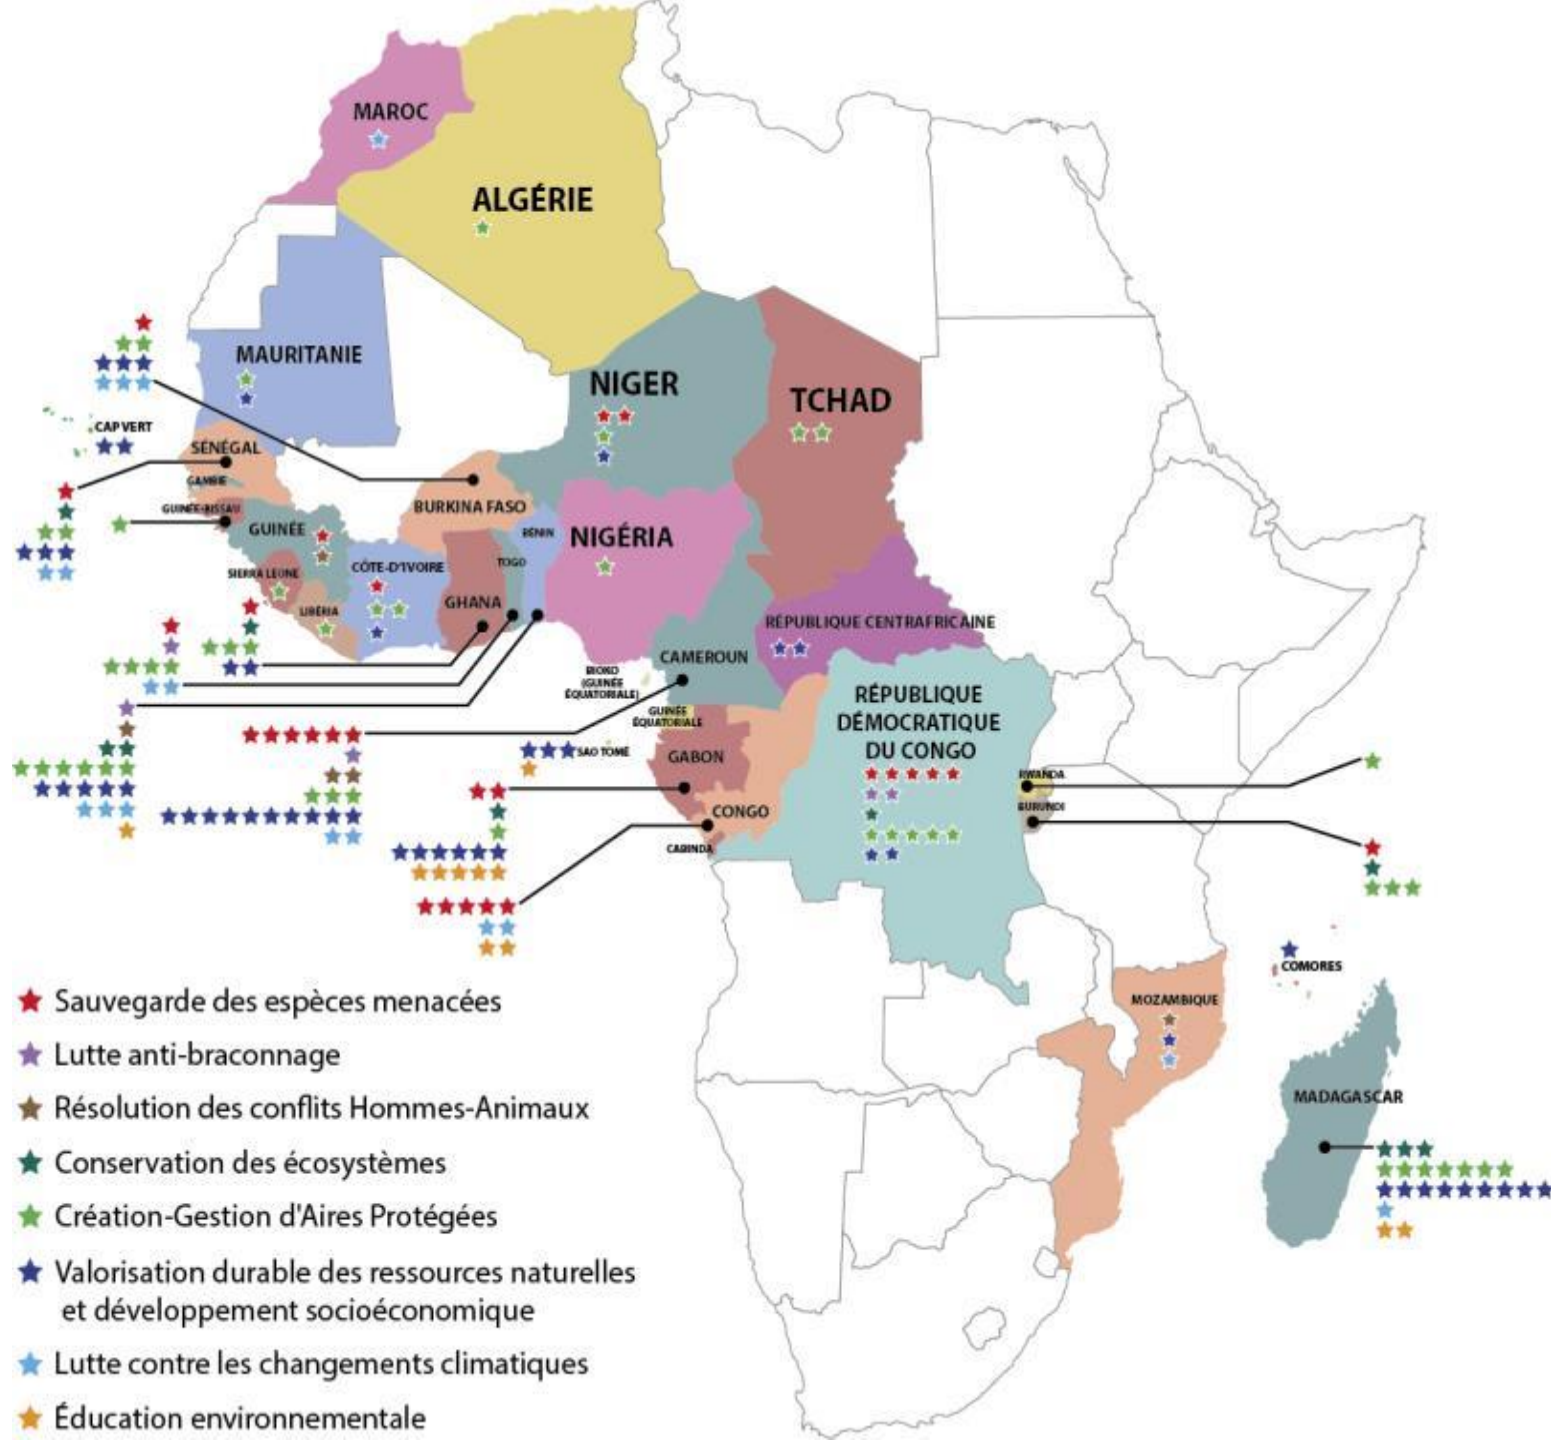 MAROC
ALGÉRIE
MAURITANIE
NIGER
TCHAD
CAP VERT
SÉNÉGAL
GAMBIE
GUINÉE-BISSAU
BURKINA FASO
GUINÉE
BÉNIN
NIGÉRIA
CÔTE-D'IVOIRE
TOGO
SIERRA LEONE
GHANA
LIBÉRIA
RÉPUBLIQUE CENTRAFRICAINE
CAMEROUN
BIOKO
(GUINÉE
ÉQUATORIALE)
GUINÉE
ÉQUATORIALE
RÉPUBLIQUE
DÉMOCRATIQUE
DU CONGO
SAO TOMÉ
GABON
RWANDA
BURUNDI
CONGO
CABINDA
COMORES
MOZAMBIQUE
MADAGASCAR
Sauvegarde des espèces menacées
Lutte anti-braconnage
Résolution des conflits Hommes-Animaux
Conservation des écosystèmes
Création-Gestion d'Aires Protégées
Valorisation durable des ressources naturelles
et développement socioéconomique
Lutte contre les changements climatiques
Éducation environnementale